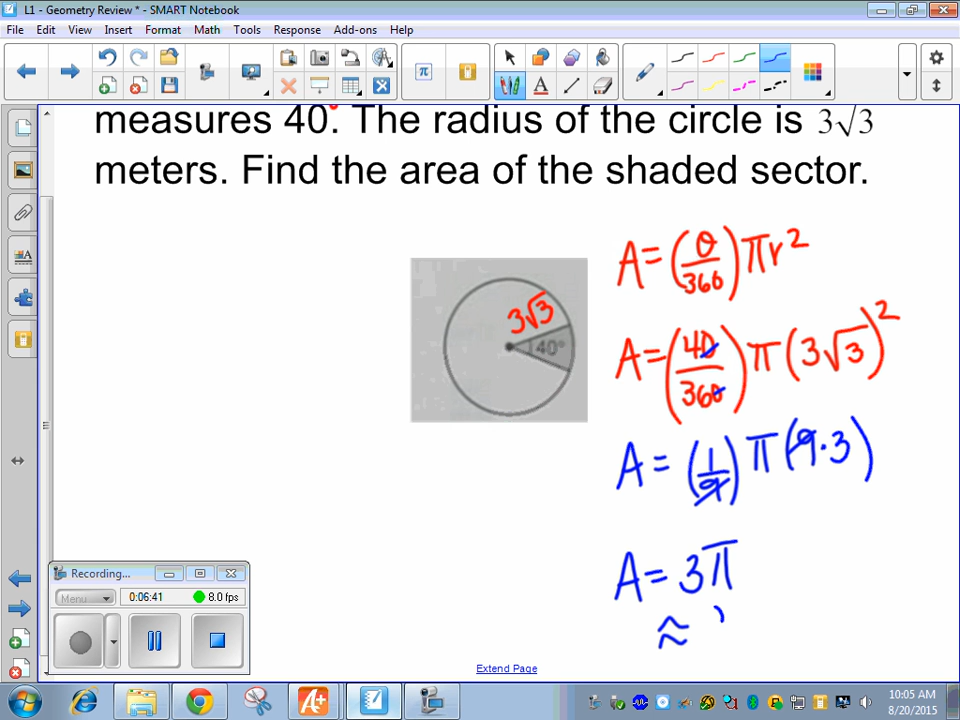 L1 - Geometry Review * - SMART Notebook
File Edit View Insert Format Math Tools Response Add-ons Help
measures 40°. The radius of the circle is 3√3
meters. Find the area of the shaded sector.
A = (θ/360) πr²
3√3
40°
A = (40/360) π (3√3)²
A = (1/9) π (9·3)
A = 3π
≈
Recording...
Menu
0:06:41
8.0 fps
Extend Page
10:05 AM
8/20/2015